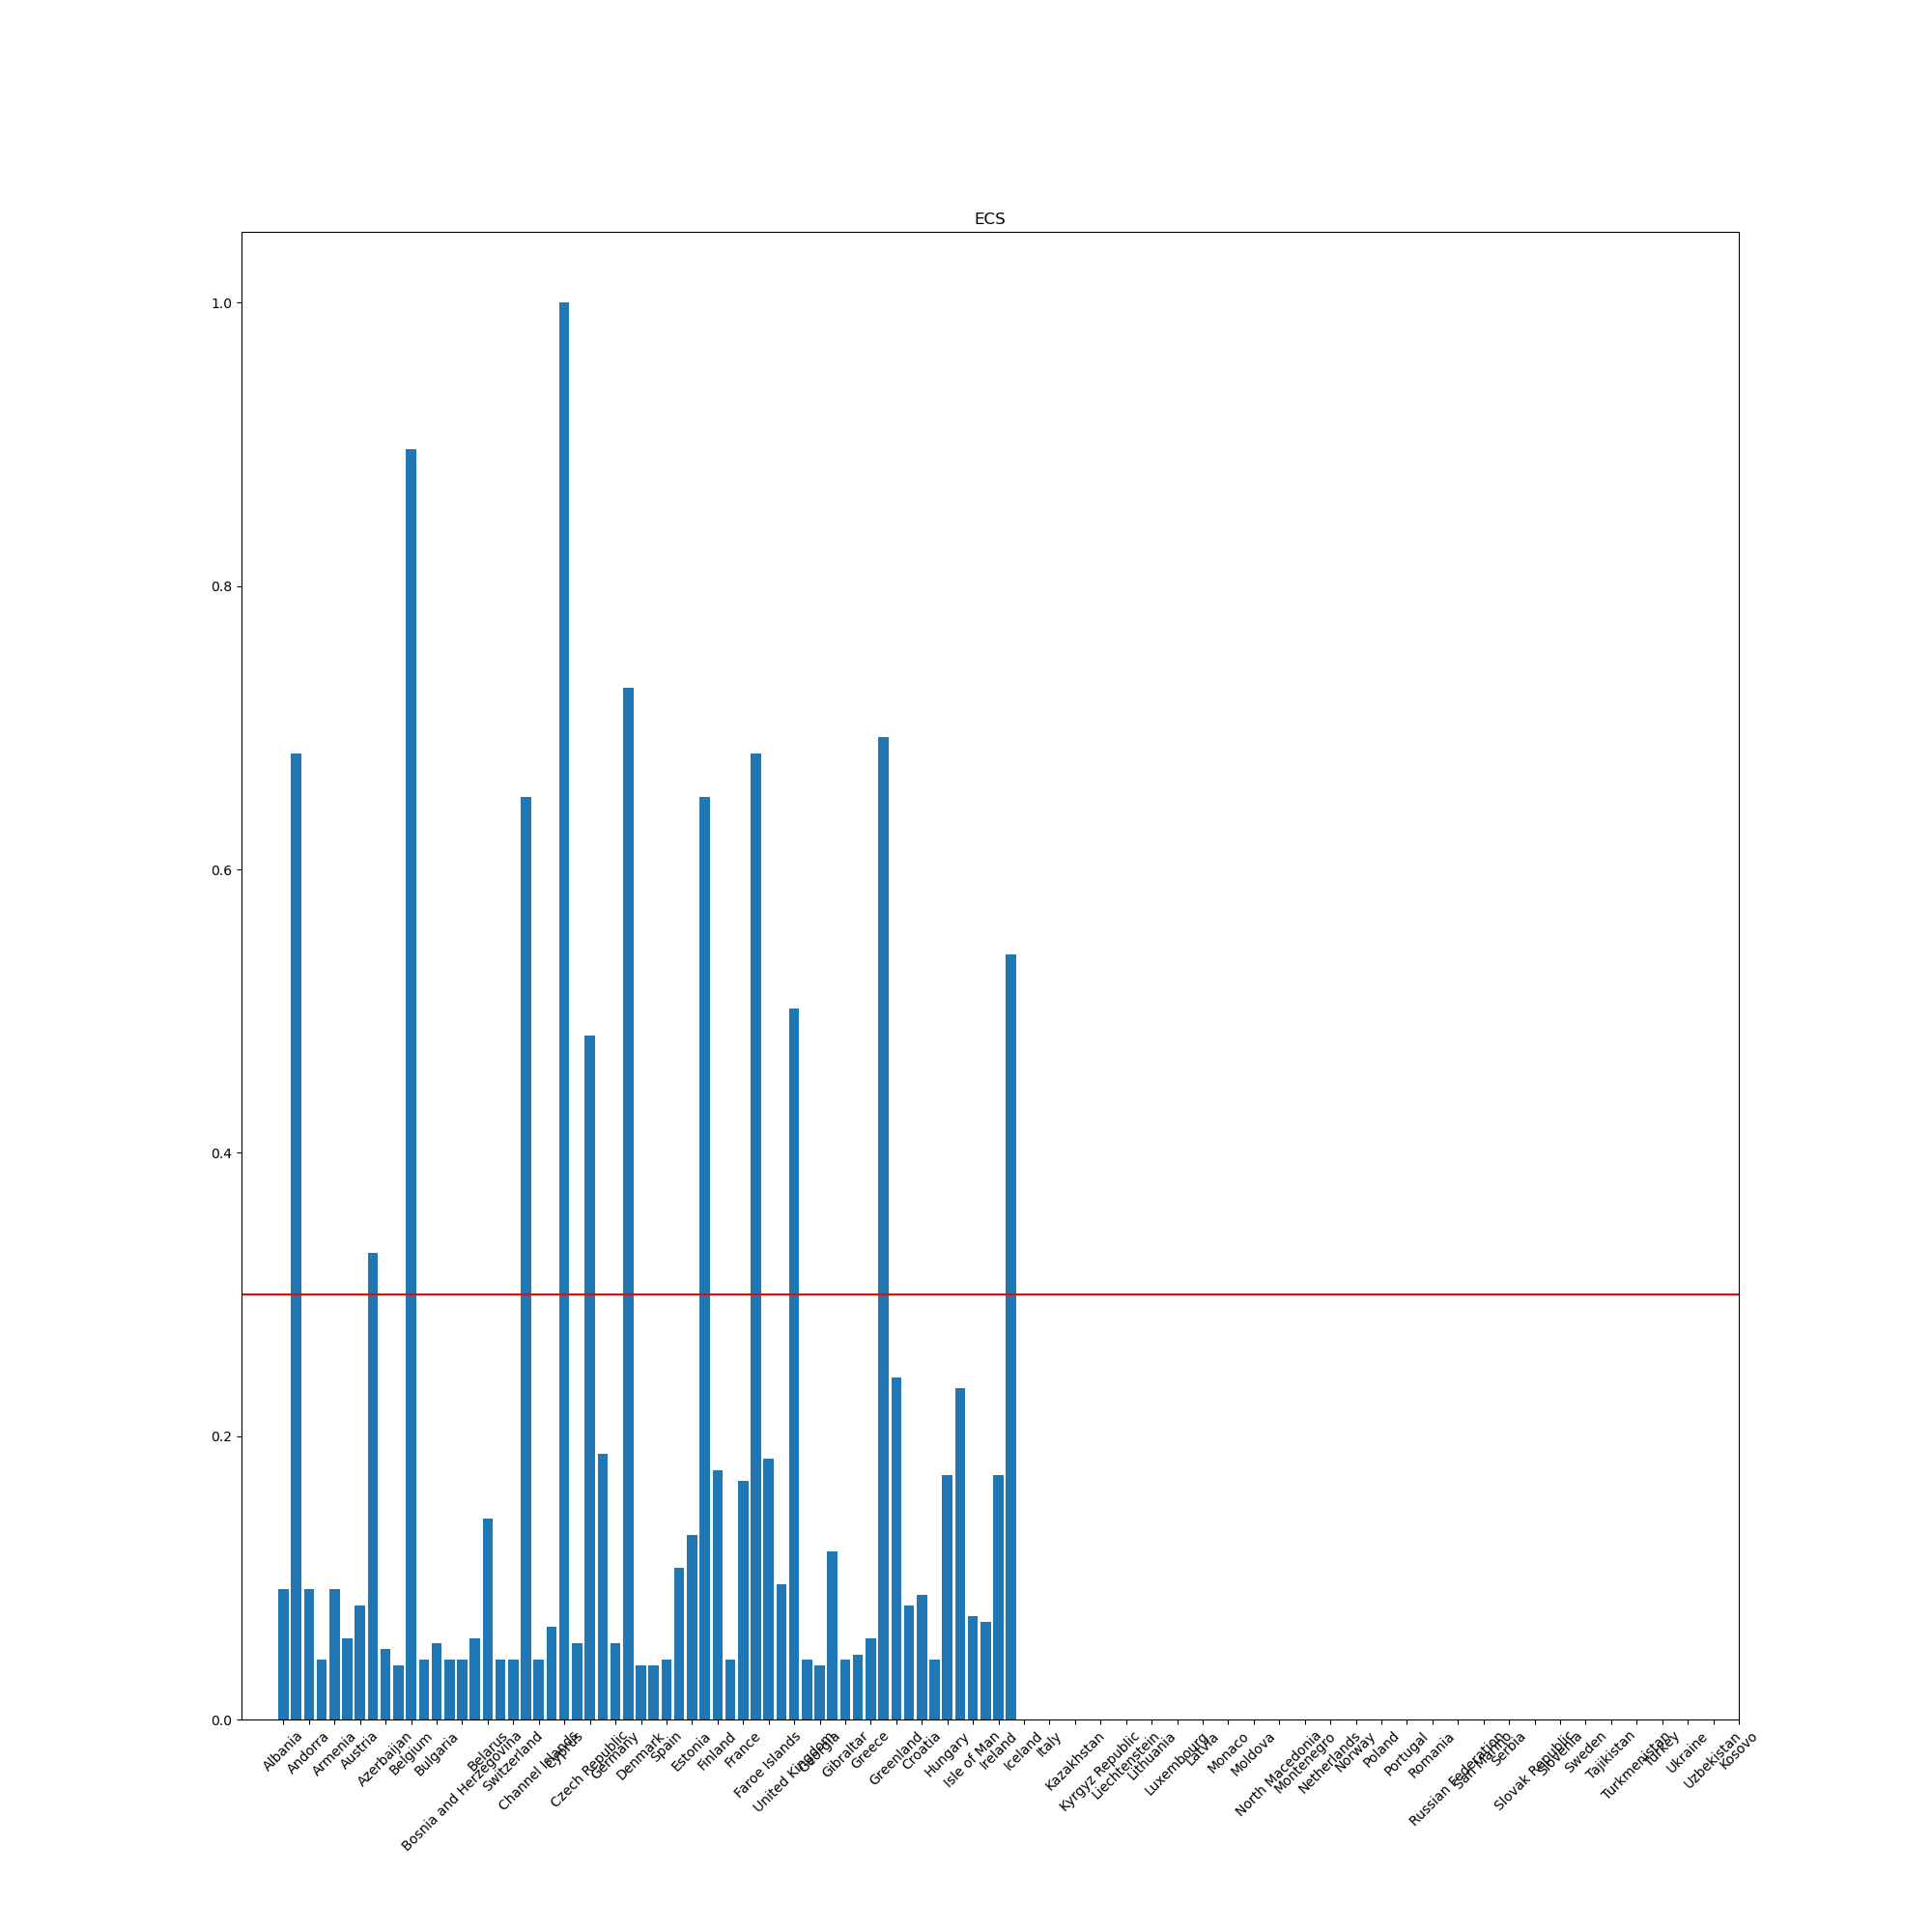 ECS
1.0
0.8
0.6
0.4
0.2
0.0
Albania
Andorra
Armenia
Austria
Azerbaijan
Belgium
Bulgaria
Bosnia and Herzegovina
Belarus
Switzerland
Channel Islands
Cyprus
Czech Republic
Germany
Denmark
Spain
Estonia
Finland
France
Faroe Islands
United Kingdom
Georgia
Gibraltar
Greece
Greenland
Croatia
Hungary
Isle of Man
Ireland
Iceland
Italy
Kazakhstan
Kyrgyz Republic
Liechtenstein
Lithuania
Luxembourg
Latvia
Monaco
Moldova
North Macedonia
Montenegro
Netherlands
Norway
Poland
Portugal
Romania
Russian Federation
San Marino
Serbia
Slovak Republic
Slovenia
Sweden
Tajikistan
Turkmenistan
Turkey
Ukraine
Uzbekistan
Kosovo